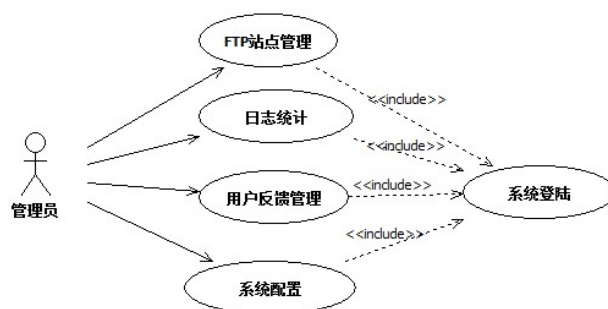 FTP站点管理
<<include>>
日志统计
<<include>>
用户反馈管理
<<include>>
系统登陆
管理员
<<include>>
系统配置